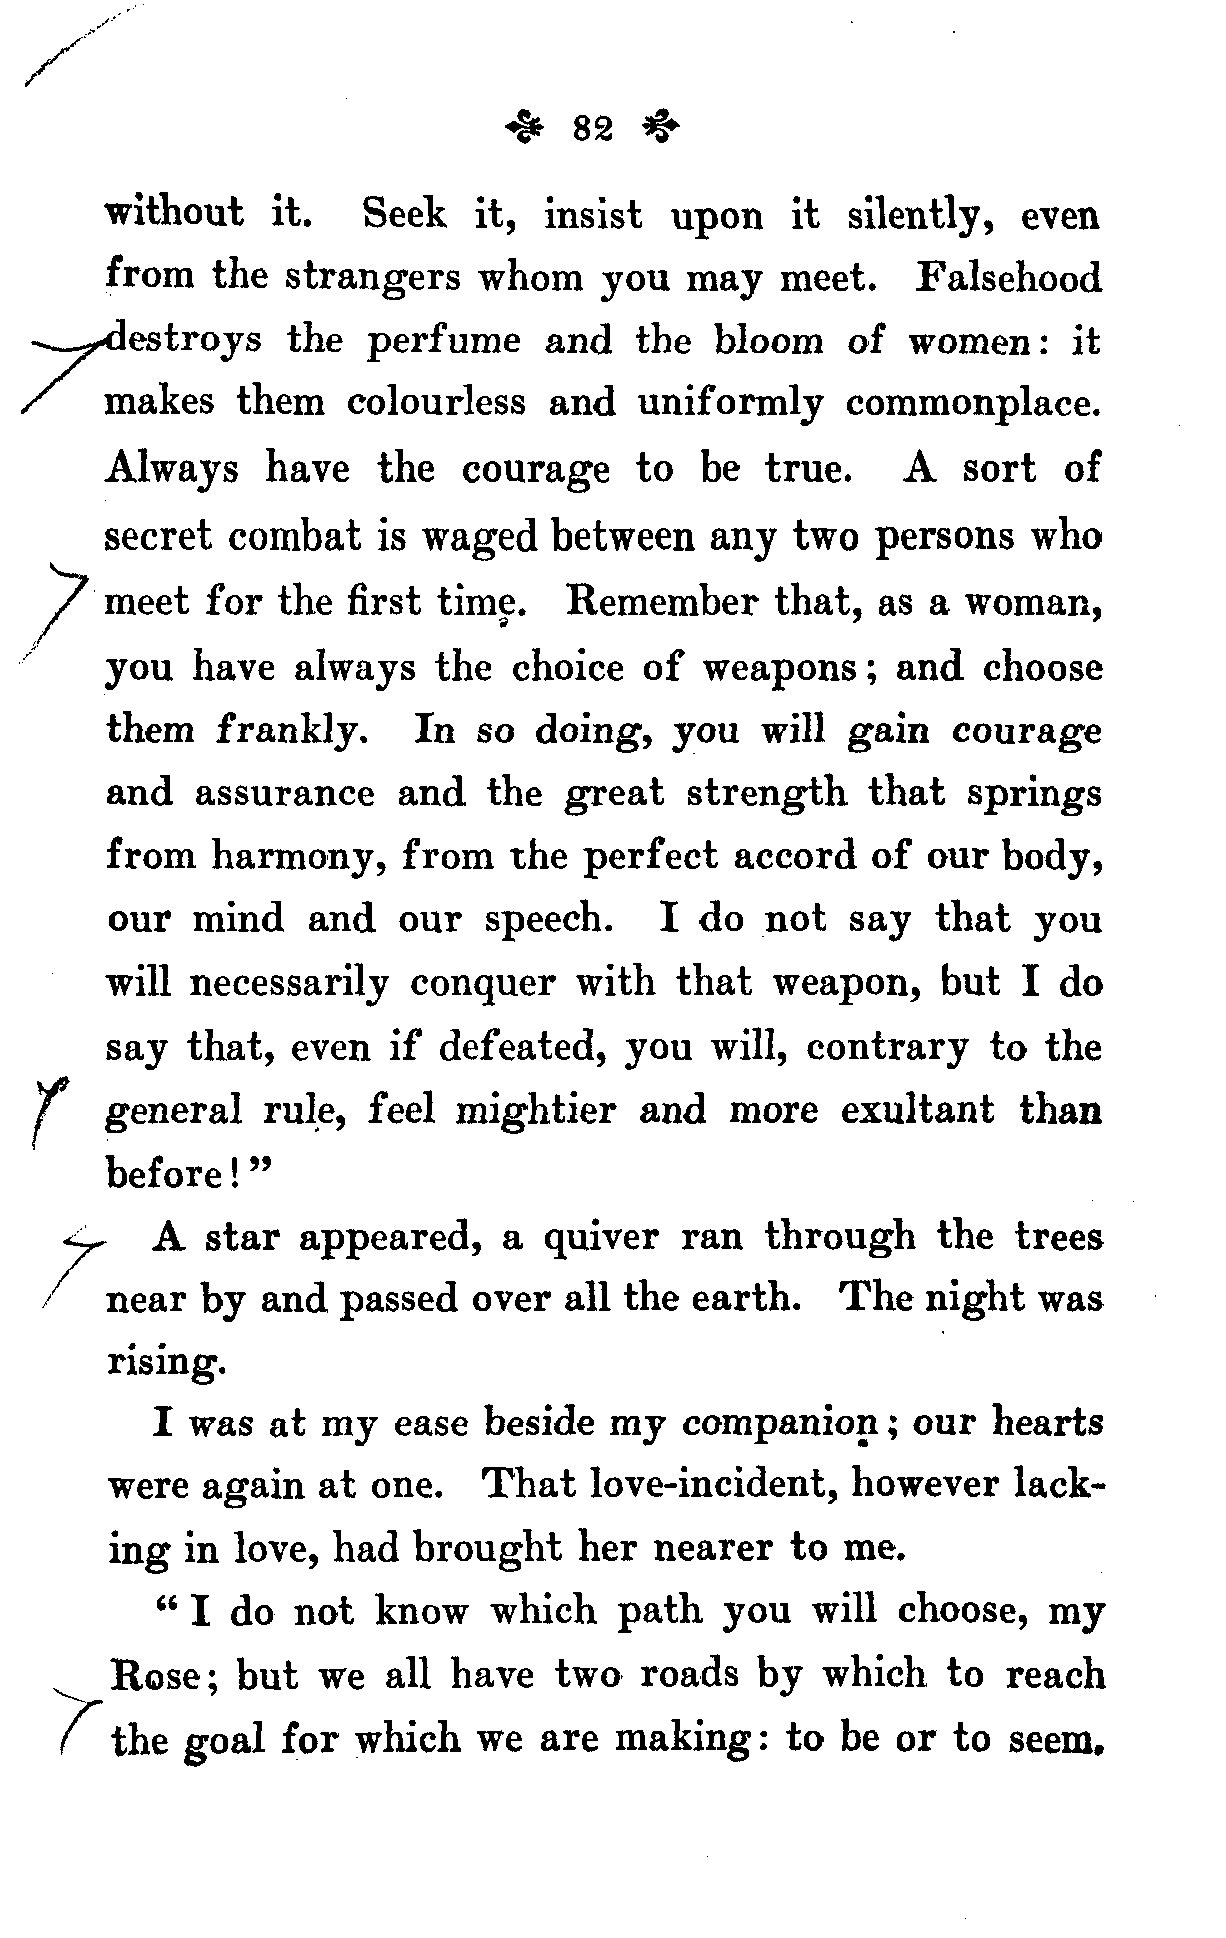 82
without it. Seek it, insist upon it silently, even
from the strangers whom you may meet. Falsehood
destroys the perfume and the bloom of women: it
makes them colourless and uniformly commonplace.
Always have the courage to be true. A sort of
secret combat is waged between any two persons who
meet for the first time. Remember that, as a woman,
you have always the choice of weapons; and choose
them frankly. In so doing, you will gain courage
and assurance and the great strength that springs
from harmony, from the perfect accord of our body,
our mind and our speech. I do not say that you
will necessarily conquer with that weapon, but I do
say that, even if defeated, you will, contrary to the
general rule, feel mightier and more exultant than
before!”
A star appeared, a quiver ran through the trees
near by and passed over all the earth. The night was
rising.
I was at my ease beside my companion; our hearts
were again at one. That love-incident, however lack-
ing in love, had brought her nearer to me.
“I do not know which path you will choose, my
Rose; but we all have two roads by which to reach
the goal for which we are making: to be or to seem.